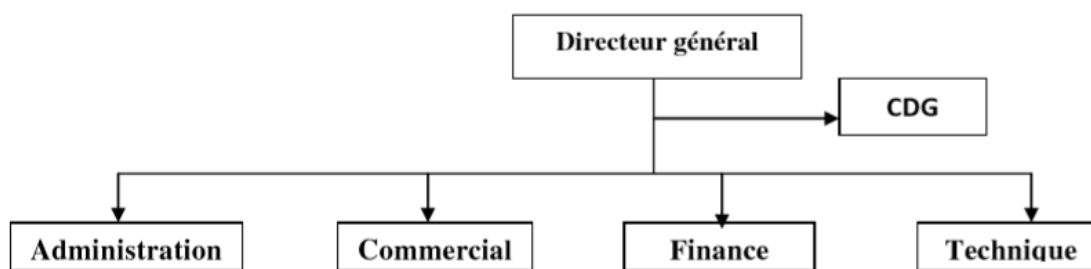 Directeur général
CDG
Administration
Commercial
Finance
Technique